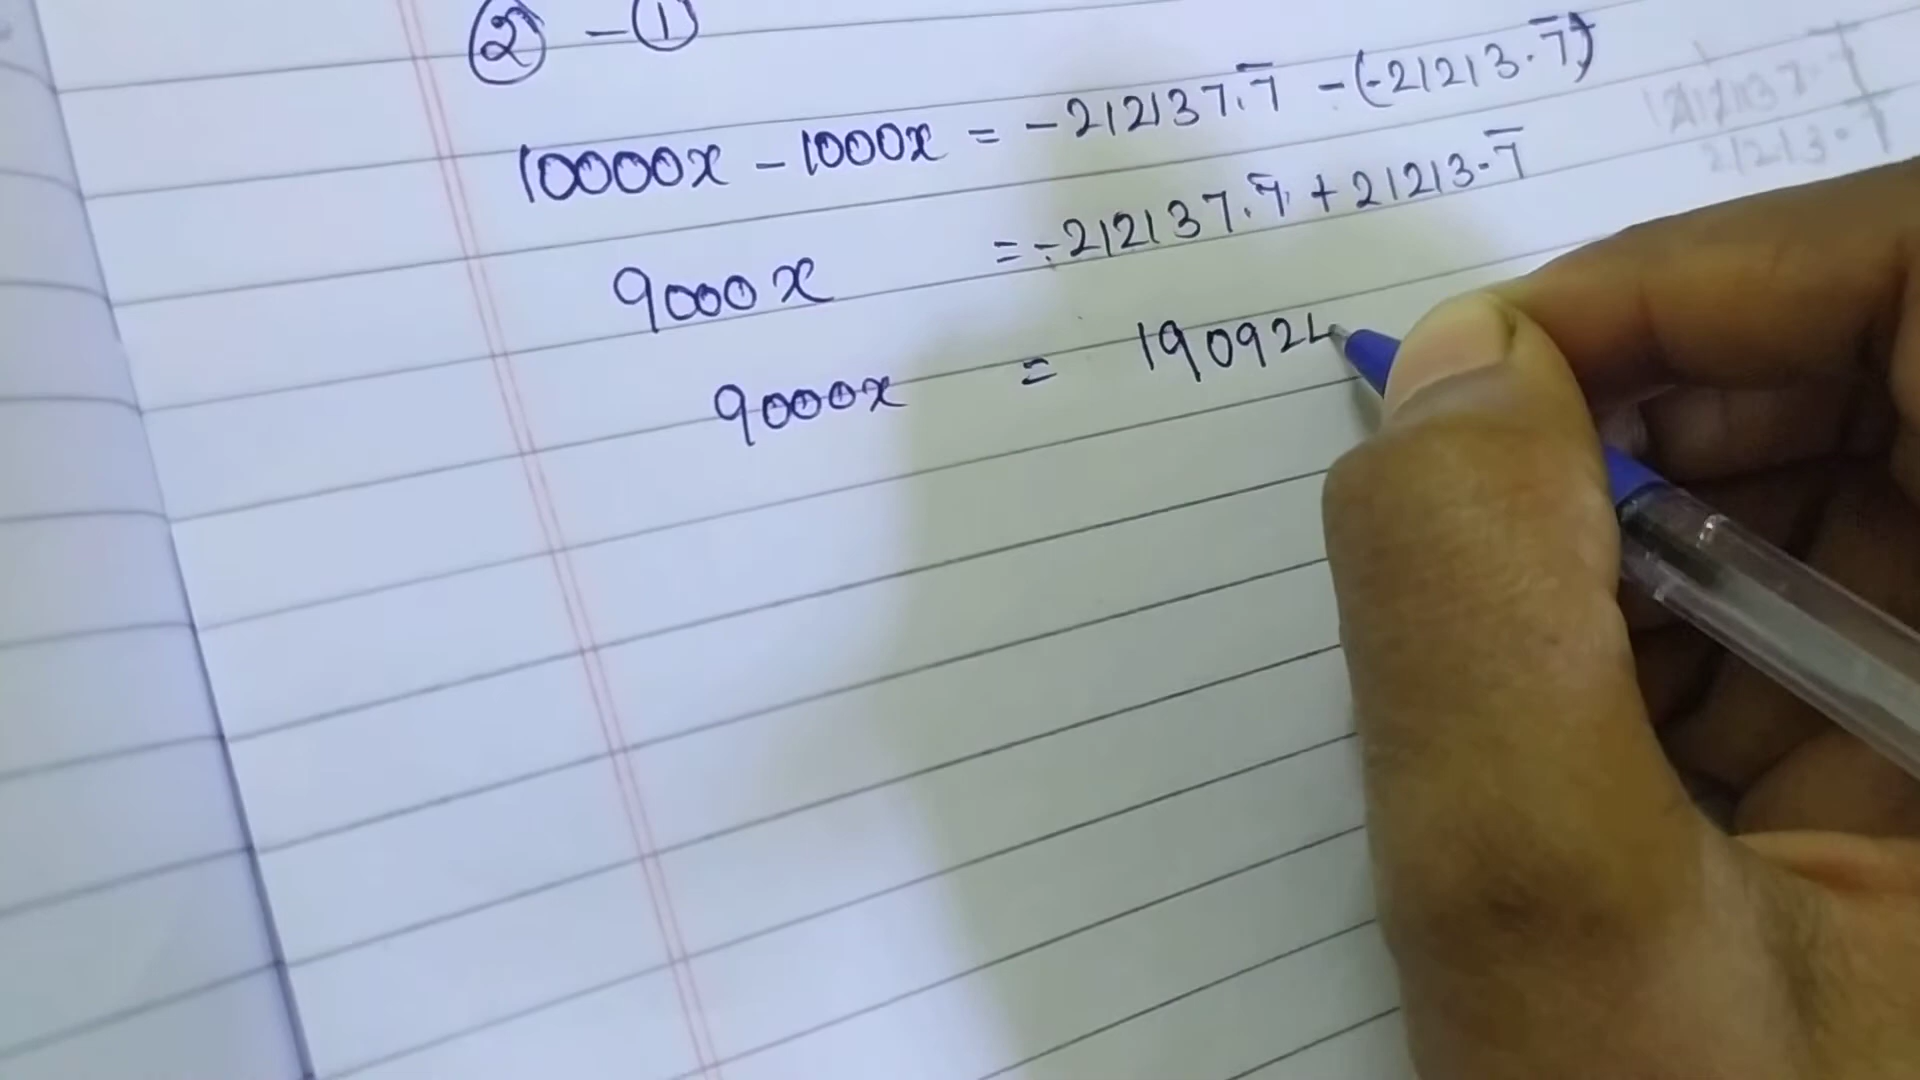 ② - ①
10000x - 1000x = -212137.7̅ - (-21213.7̅)
9000x = -212137.7̅ + 21213.7̅
9000x = 190924